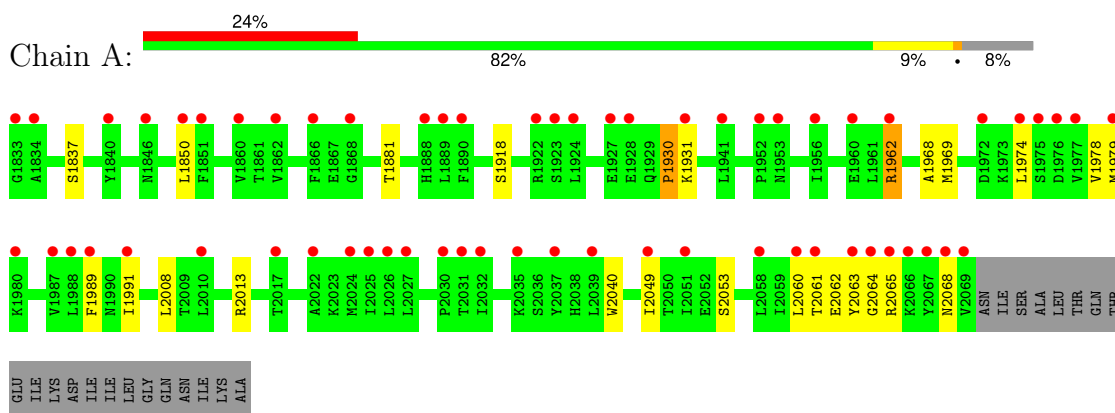 24%
Chain A:
82% 9% • 8%
G1833 A1834 S1837 Y1840 N1846 L1850 F1851 V1860 T1861 V1862 F1866 E1867 G1868 T1881 H1888 L1889 F1890 S1918 R1922 S1923 L1924 E1927 E1928 Q1929 P1930 K1931 L1941 P1952 N1953 I1956 E1960 L1961 R1962 A1968 M1969 D1972 K1973 L1974 S1975 D1976 V1977 V1978 M1979
K1980 V1987 L1988 F1989 N1990 I1991 L2008 T2009 L2010 R2013 T2017 A2022 K2023 M2024 I2025 L2026 L2027 P2030 T2031 I2032 K2035 S2036 Y2037 H2038 L2039 W2040 I2049 T2050 I2051 E2052 S2053 L2058 I2059 L2060 T2061 E2062 Y2063 G2064 R2065 K2066 Y2067 N2068 V2069 ASN ILE SER ALA LEU THR GLN THR
GLU ILE LYS ASP ILE ILE LEU GLY GLN ASN ILE LYS ALA